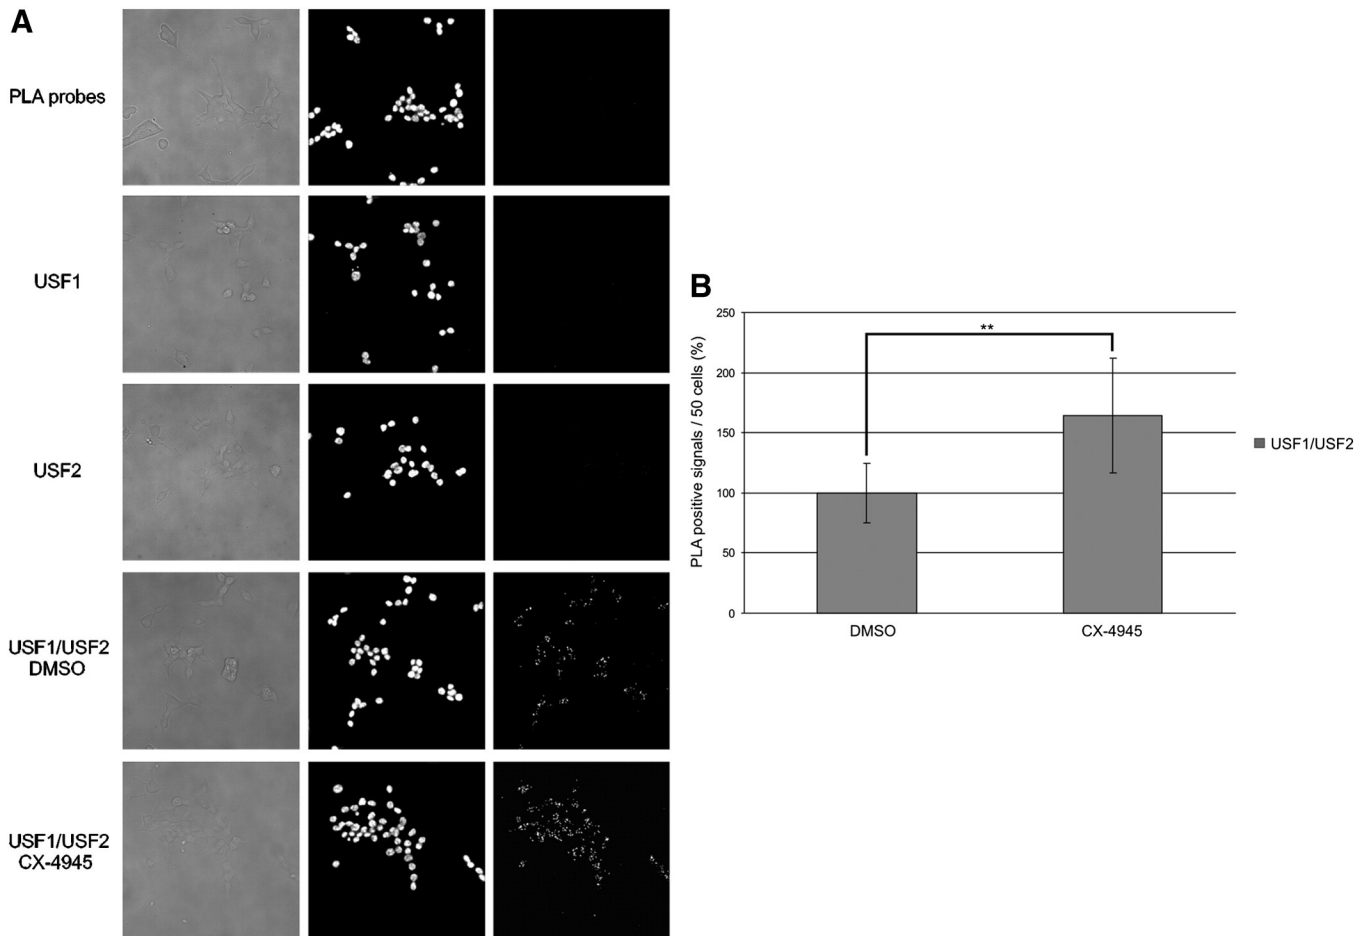 A
PLA probes
USF1
USF2
USF1/USF2
DMSO
USF1/USF2
CX-4945
B
PLA positive signals / 50 cells (%)
250
200
150
100
50
0
**
DMSO
CX-4945
USF1/USF2